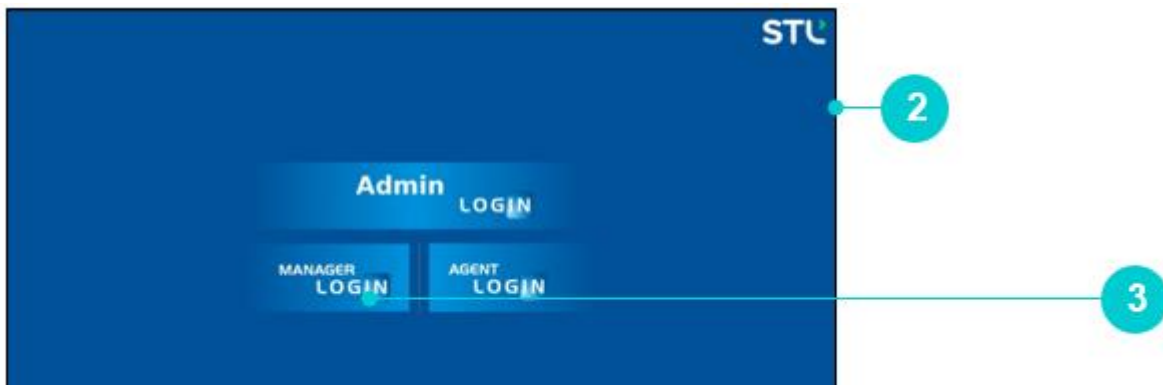 STL
2
Admin
LOGIN
MANAGER
LOGIN
AGENT
LOGIN
3